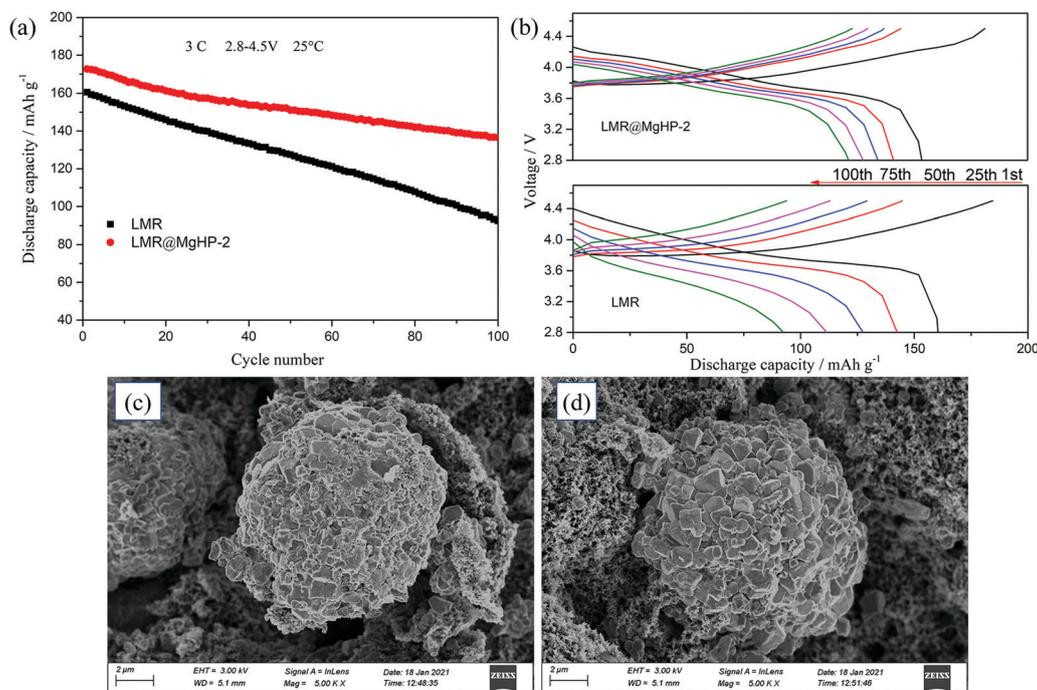 (a)
200
180
160
140
120
100
80
60
40
Discharge capacity / mAh g⁻¹
3 C 2.8-4.5V 25°C
LMR
LMR@MgHP-2
0 20 40 60 80 100
Cycle number
(b)
4.4
4.0
3.6
3.2
2.8
LMR@MgHP-2
Voltage / V
100th 75th 50th 25th 1st
4.4
4.0
3.6
3.2
2.8
LMR
0 50 100 150 200
Discharge capacity / mAh g⁻¹
(c)
2 µm
EHT = 3.00 kV Signal A = InLens Date: 18 Jan 2021
WD = 5.1 mm Mag = 5.00 K X Time: 12:48:35
ZEISS
(d)
2 µm
EHT = 3.00 kV Signal A = InLens Date: 18 Jan 2021
WD = 5.1 mm Mag = 5.00 K X Time: 12:51:46
ZEISS